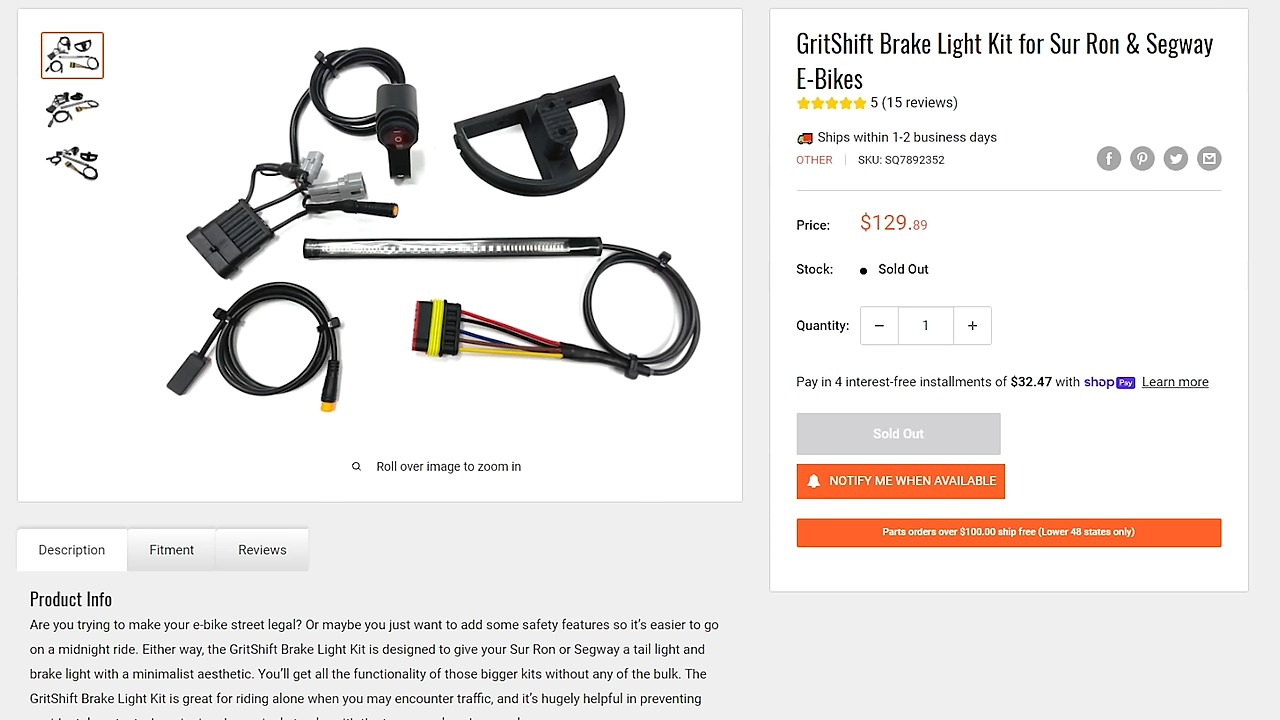 GritShift Brake Light Kit for Sur Ron & Segway
E-Bikes
5 (15 reviews)
Ships within 1-2 business days
OTHER | SKU: SQ7892352
Price: $129.89
Stock: Sold Out
Quantity: − 1 +
Pay in 4 interest-free installments of $32.47 with shop Pay Learn more
Sold Out
NOTIFY ME WHEN AVAILABLE
Parts orders over $100.00 ship free (Lower 48 states only)
Roll over image to zoom in
Description Fitment Reviews
Product Info
Are you trying to make your e-bike street legal? Or maybe you just want to add some safety features so it’s easier to go
on a midnight ride. Either way, the GritShift Brake Light Kit is designed to give your Sur Ron or Segway a tail light and
brake light with a minimalist aesthetic. You’ll get all the functionality of those bigger kits without any of the bulk. The
GritShift Brake Light Kit is great for riding alone when you may encounter traffic, and it’s hugely helpful in preventing